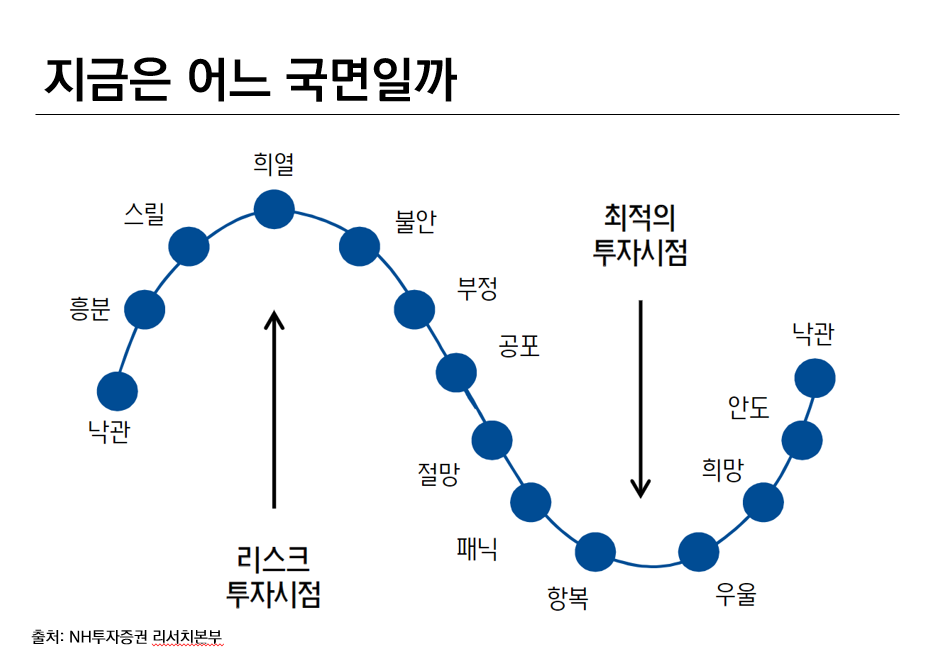 지금은 어느 국면일까
희열
스릴
불안
최적의
투자시점
흥분
부정
공포
낙관
낙관
안도
절망
희망
패닉
리스크
투자시점
항복
우울
출처: NH투자증권 리서치본부